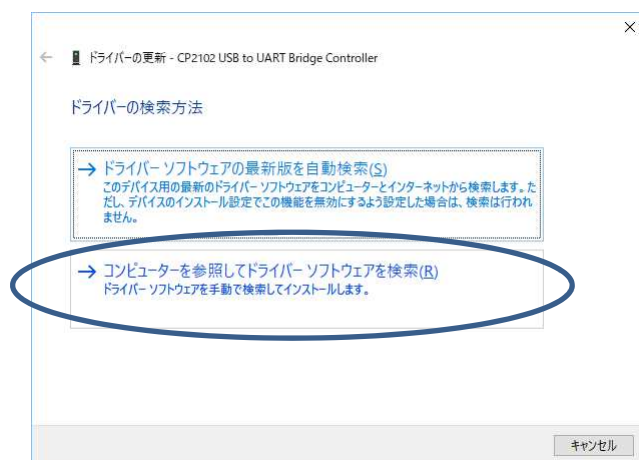 ドライバーの更新 - CP2102 USB to UART Bridge Controller
ドライバーの検索方法
ドライバー ソフトウェアの最新版を自動検索(S)
このデバイス用の最新のドライバー ソフトウェアをコンピューターとインターネットから検索します。た
だし、デバイスのインストール設定でこの機能を無効にするよう設定した場合は、検索は行われ
ません。
コンピューターを参照してドライバー ソフトウェアを検索(R)
ドライバー ソフトウェアを手動で検索してインストールします。
キャンセル